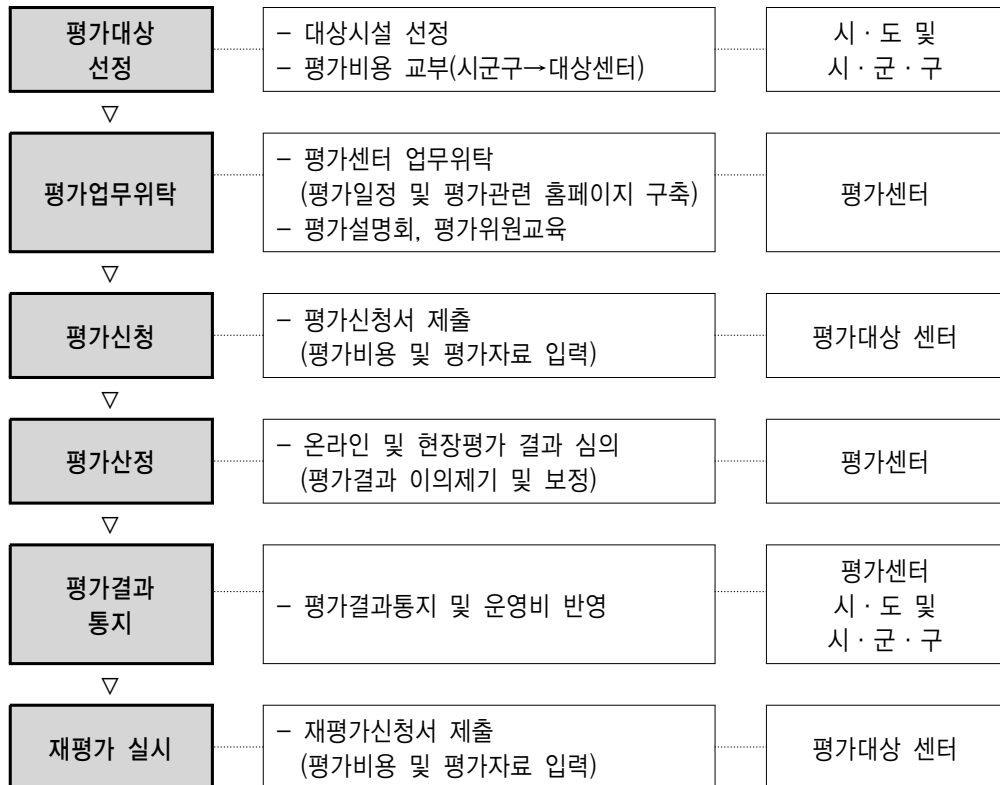 평가대상
선정
– 대상시설 선정
– 평가비용 교부(시군구→대상센터)
시·도 및
시·군·구
▽
평가업무위탁
– 평가센터 업무위탁
(평가일정 및 평가관련 홈페이지 구축)
– 평가설명회, 평가위원교육
평가센터
▽
평가신청
– 평가신청서 제출
(평가비용 및 평가자료 입력)
평가대상 센터
▽
평가산정
– 온라인 및 현장평가 결과 심의
(평가결과 이의제기 및 보정)
평가센터
▽
평가결과
통지
– 평가결과통지 및 운영비 반영
평가센터
시·도 및
시·군·구
▽
재평가 실시
– 재평가신청서 제출
(평가비용 및 평가자료 입력)
평가대상 센터